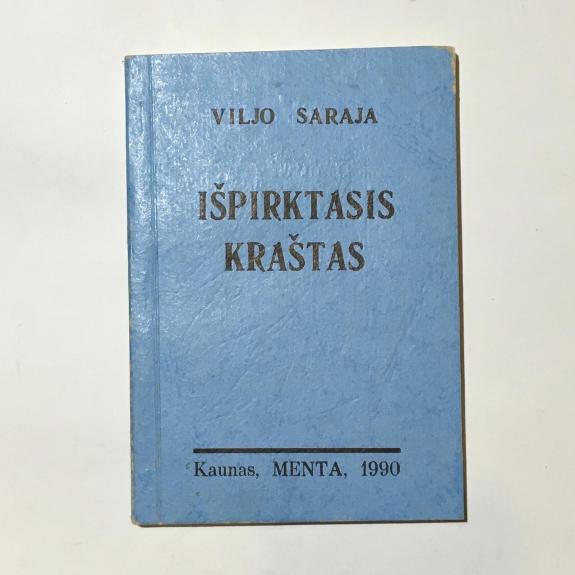 VILJO SARAJA
IŠPIRKTASIS
KRAŠTAS
Kaunas, MENTA, 1990